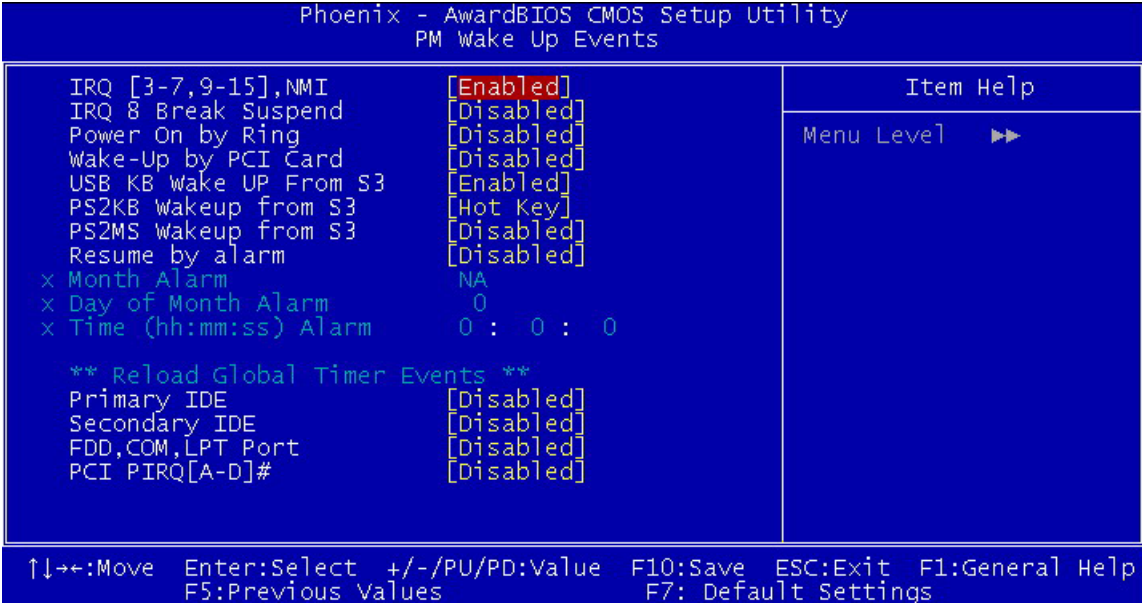 Phoenix - AwardBIOS CMOS Setup Utility
PM Wake Up Events
IRQ [3-7,9-15],NMI [Enabled]
IRQ 8 Break Suspend [Disabled]
Power On by Ring [Disabled]
Wake-Up by PCI Card [Disabled]
USB KB Wake UP From S3 [Enabled]
PS2KB Wakeup from S3 [Hot Key]
PS2MS Wakeup from S3 [Disabled]
Resume by alarm [Disabled]
x Month Alarm NA
x Day of Month Alarm 0
x Time (hh:mm:ss) Alarm 0 : 0 : 0
** Reload Global Timer Events **
Primary IDE [Disabled]
Secondary IDE [Disabled]
FDD,COM,LPT Port [Disabled]
PCI PIRQ[A-D]# [Disabled]
Item Help
Menu Level ►►
↑↓→←:Move Enter:Select +/-/PU/PD:Value F10:Save ESC:Exit F1:General Help
F5:Previous Values F7: Default Settings